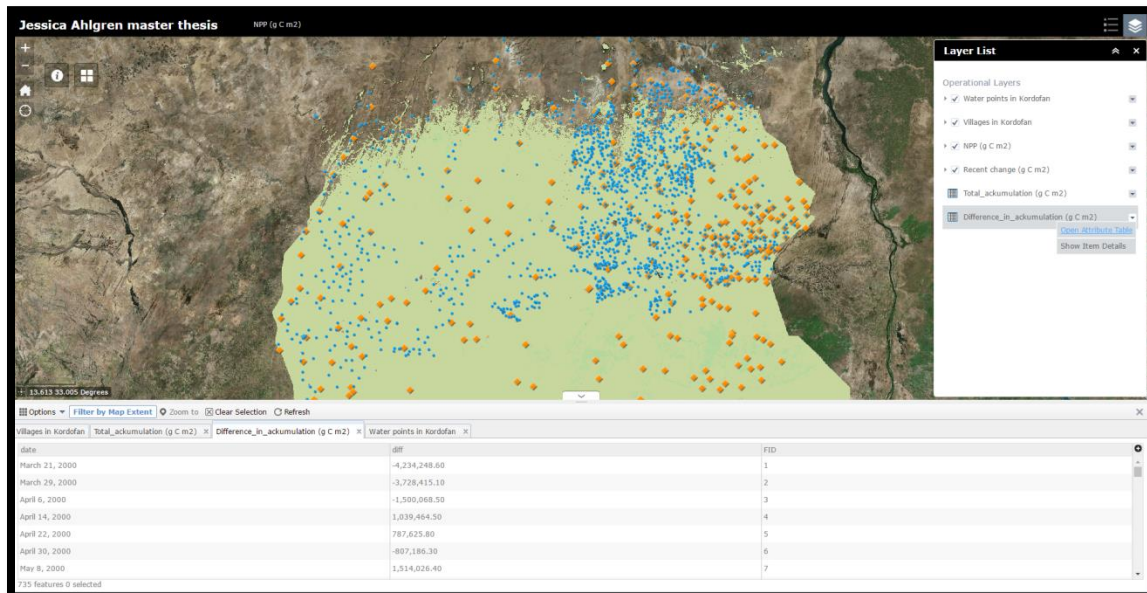 Jessica Ahlgren master thesis NPP (g C m2)
Layer List
Operational Layers
Water points in Kordofan
Villages in Kordofan
NPP (g C m2)
Recent change (g C m2)
Total_ackumulation (g C m2)
Difference_in_ackumulation (g C m2)
Open Attribute Table
Show Item Details
13.613 33.005 Degrees
Options Filter by Map Extent Zoom to Clear Selection Refresh
Villages in Kordofan Total_ackumulation (g C m2) Difference_in_ackumulation (g C m2) Water points in Kordofan
date diff FID
March 21, 2000 -4,234,248.60 1
March 29, 2000 -3,728,415.10 2
April 6, 2000 -1,500,068.50 3
April 14, 2000 1,039,464.50 4
April 22, 2000 787,625.80 5
April 30, 2000 -807,186.30 6
May 8, 2000 1,514,026.40 7
735 features 0 selected